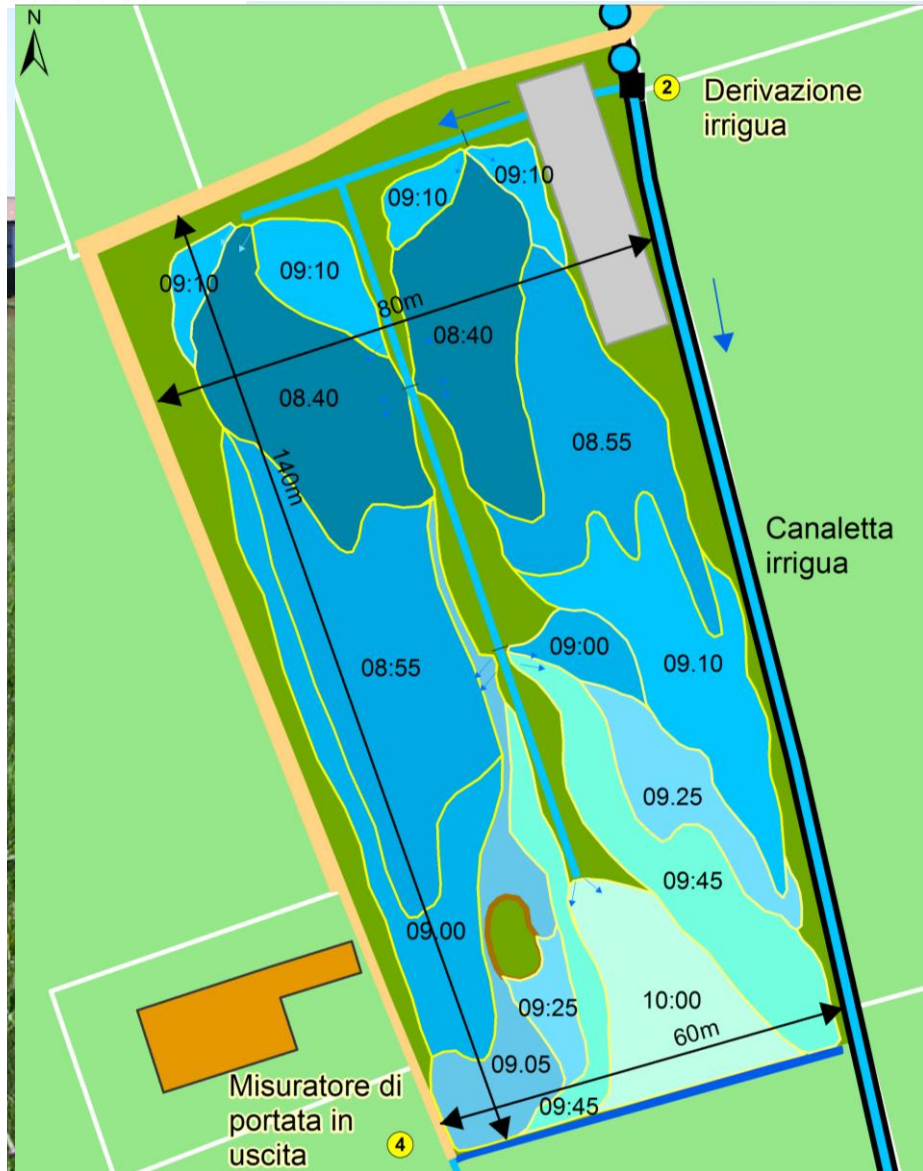 N
2
Derivazione
irrigua
09:10
09:10
09:10
09:10
80m
08:40
08.40
08.55
140m
Canaletta
irrigua
09:00
08:55
09.10
09.25
09:45
09.00
10:00
09:25
60m
09.05
Misuratore di
portata in
uscita
09:45
4